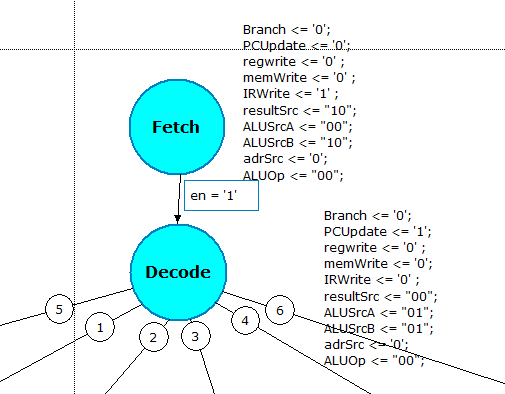 Branch <= '0';
PCUpdate <= '0';
regwrite <= '0' ;
memWrite <= '0' ;
IRWrite <= '1' ;
resultSrc <= "10";
ALUSrcA <= "00";
ALUSrcB <= "10";
adrSrc <= '0';
ALUOp <= "00";
Fetch
en = '1'
Decode
Branch <= '0';
PCUpdate <= '1';
regwrite <= '0' ;
memWrite <= '0';
IRWrite <= '0' ;
resultSrc <= "00";
ALUSrcA <= "01";
ALUSrcB <= "01";
adrSrc <= '0';
ALUOp <= "00";
5
1
2
3
4
6